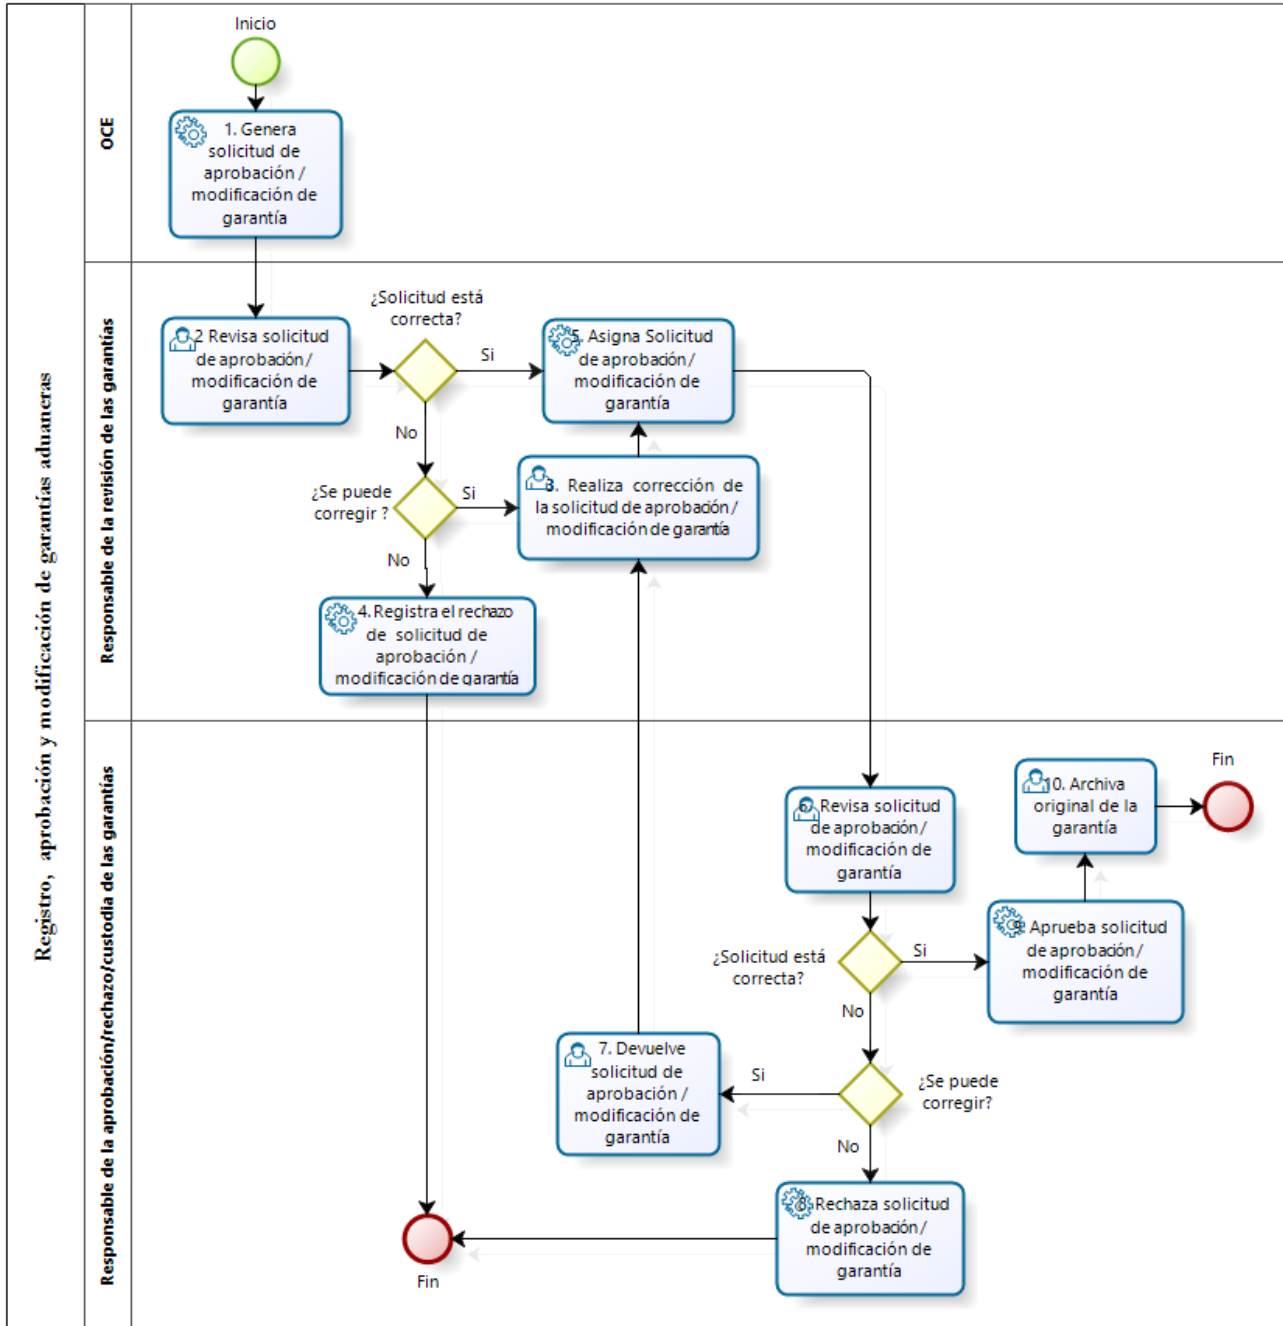 Registro, aprobación y modificación de garantías aduaneras
OCE
Inicio
1. Genera
solicitud de
aprobación /
modificación de
garantía
Responsable de la revisión de las garantías
2 Revisa solicitud
de aprobación/
modificación de
garantía
¿Solicitud está
correcta?
Si
5. Asigna Solicitud
de aprobación/
modificación de
garantía
No
¿Se puede
corregir ?
Si
3. Realiza corrección de
la solicitud de aprobación/
modificación de garantía
No
4. Registra el rechazo
de solicitud de
aprobación /
modificación de garantía
Responsable de la aprobación/rechazo/custodia de las garantías
6. Revisa solicitud
de aprobación/
modificación de
garantía
10. Archiva
original de la
garantía
Fin
¿Solicitud está
correcta?
Si
9. Aprueba solicitud
de aprobación/
modificación de
garantía
No
7. Devuelve
solicitud de
aprobación /
modificación de
garantía
Si
¿Se puede
corregir?
No
8. Rechaza solicitud
de aprobación/
modificación de
garantía
Fin